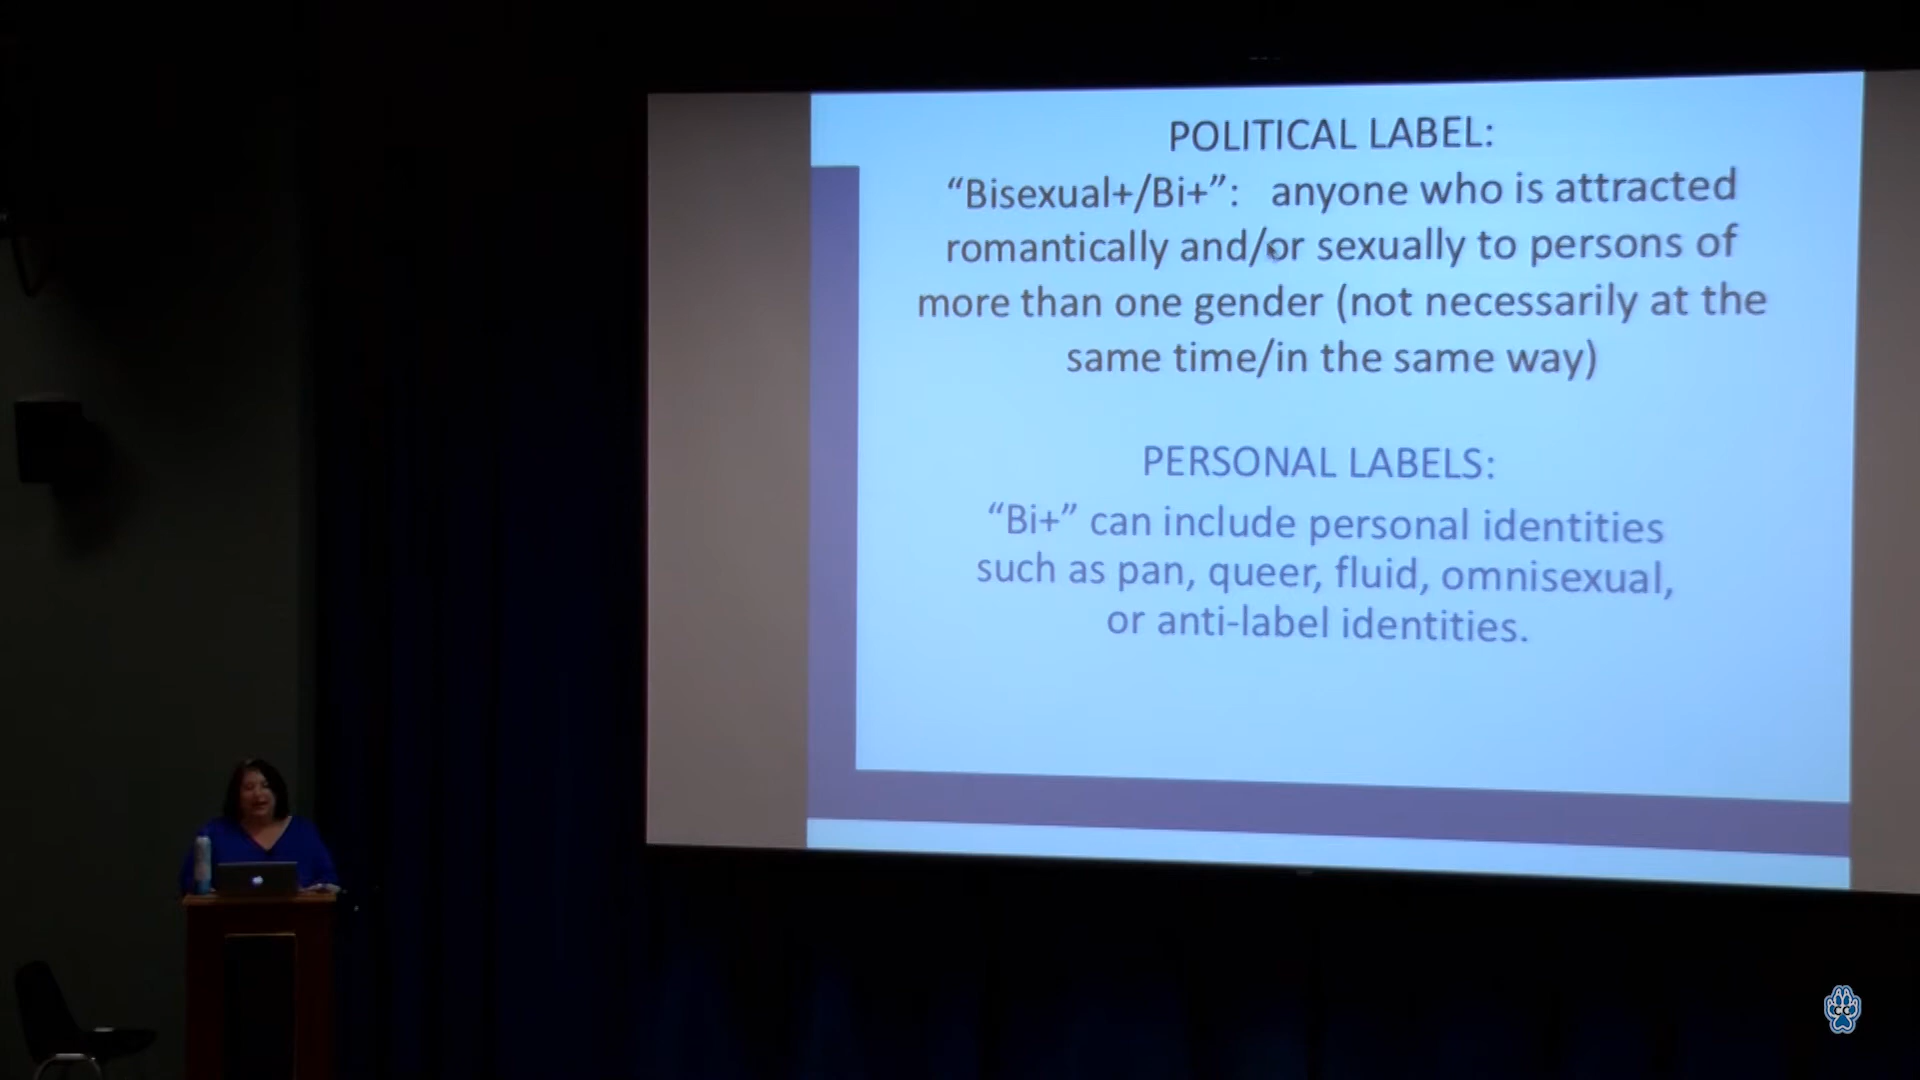 POLITICAL LABEL:
“Bisexual+/Bi+”: anyone who is attracted
romantically and/or sexually to persons of
more than one gender (not necessarily at the
same time/in the same way)
PERSONAL LABELS:
“Bi+” can include personal identities
such as pan, queer, fluid, omnisexual,
or anti-label identities.
CC